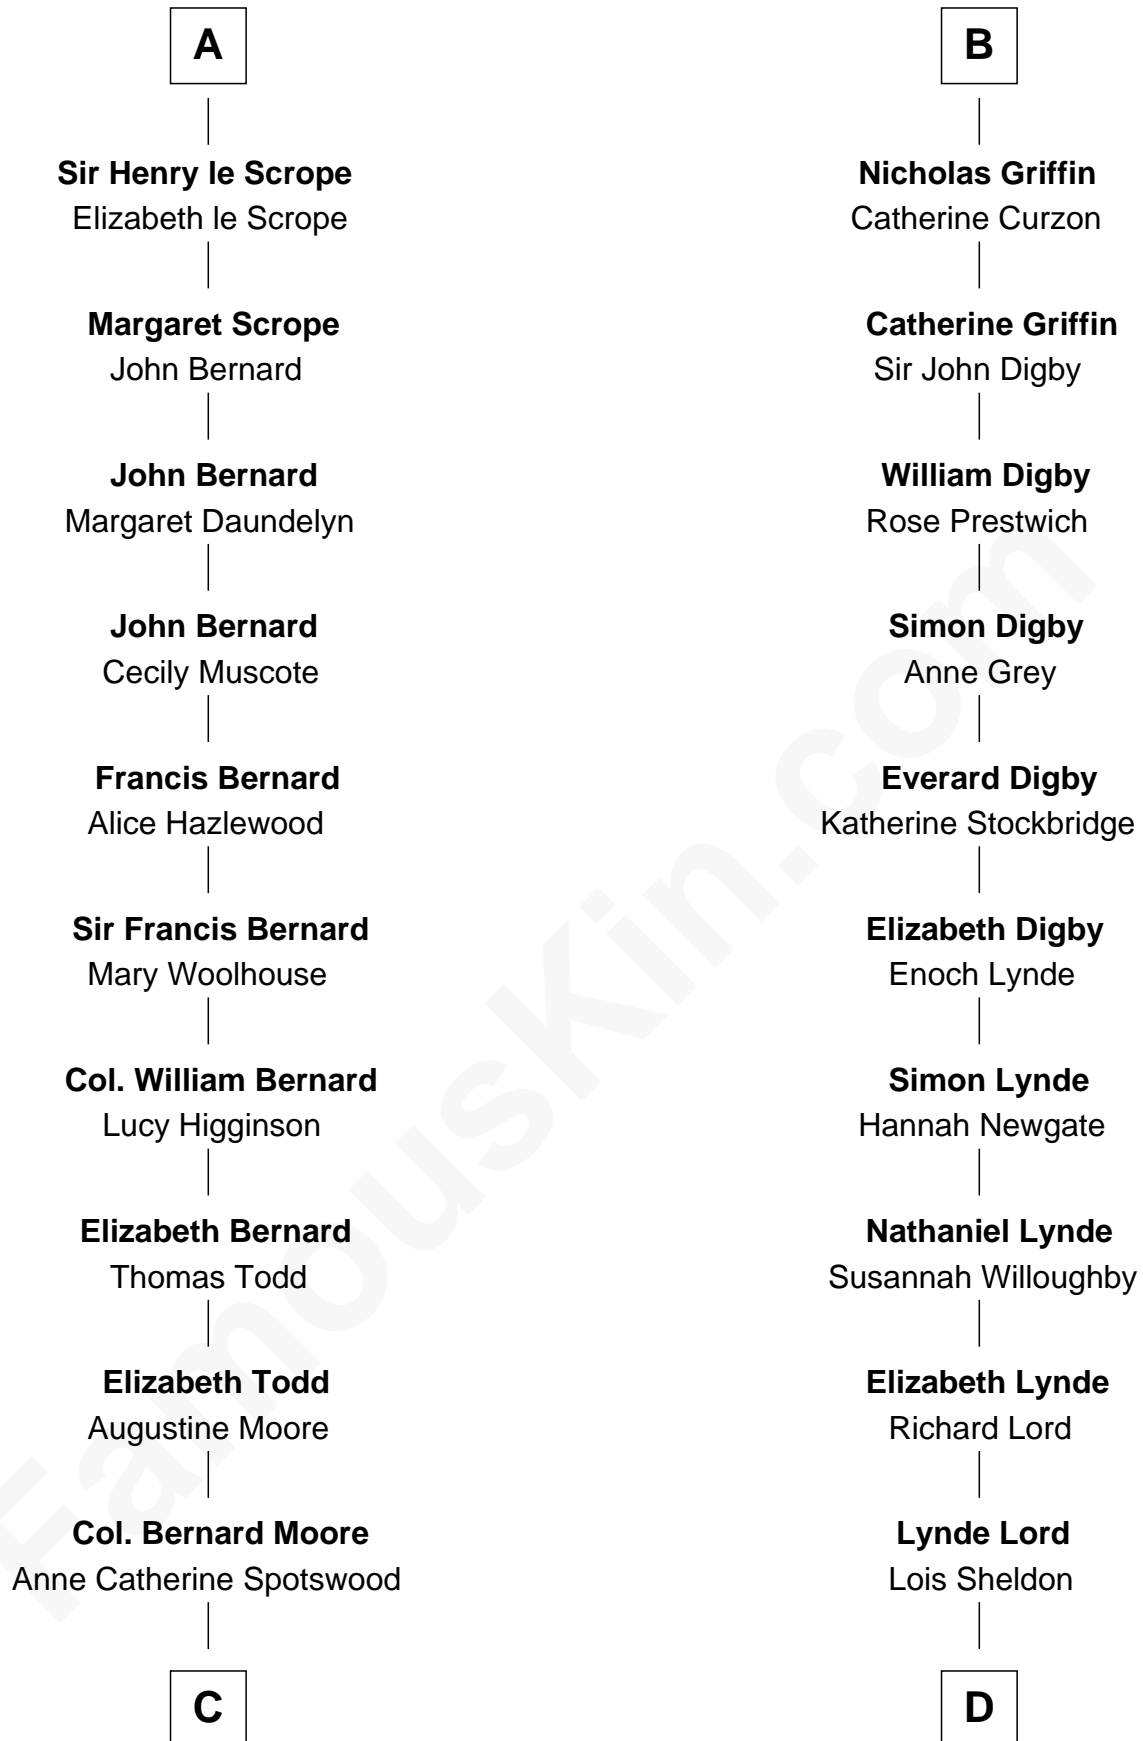 A
Sir Henry le Scrope
Elizabeth le Scrope
Margaret Scrope
John Bernard
John Bernard
Margaret Daundelyn
John Bernard
Cecily Muscote
Francis Bernard
Alice Hazlewood
Sir Francis Bernard
Mary Woolhouse
Col. William Bernard
Lucy Higginson
Elizabeth Bernard
Thomas Todd
Elizabeth Todd
Augustine Moore
Col. Bernard Moore
Anne Catherine Spotswood
C
B
Nicholas Griffin
Catherine Curzon
Catherine Griffin
Sir John Digby
William Digby
Rose Prestwich
Simon Digby
Anne Grey
Everard Digby
Katherine Stockbridge
Elizabeth Digby
Enoch Lynde
Simon Lynde
Hannah Newgate
Nathaniel Lynde
Susannah Willoughby
Elizabeth Lynde
Richard Lord
Lynde Lord
Lois Sheldon
D
FamousKin.com